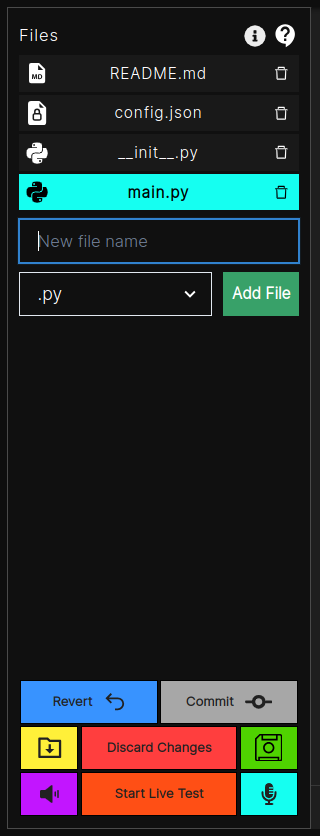 Files
README.md
config.json
__init__.py
main.py
New file name
.py
Add File
Revert
Commit
Discard Changes
Start Live Test